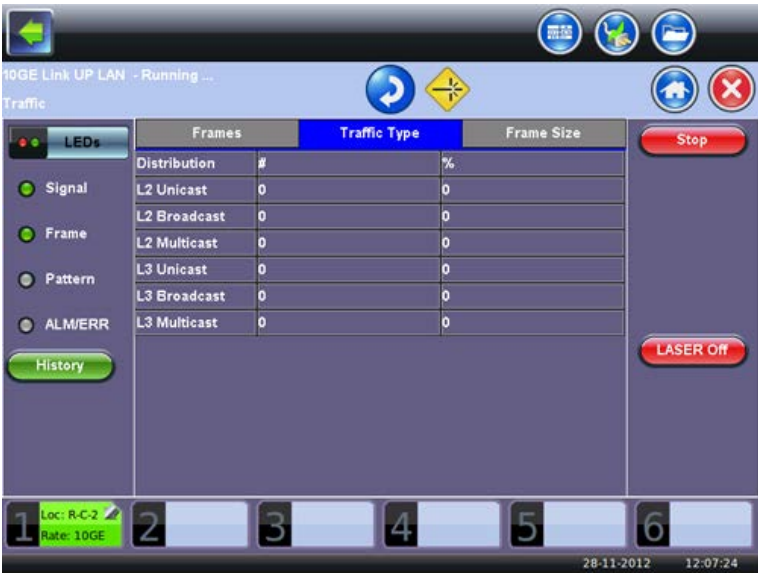 10GE Link UP LAN - Running ...
Traffic
LEDs
Signal
Frame
Pattern
ALM/ERR
History
Frames Traffic Type Frame Size
Distribution # %
L2 Unicast 0 0
L2 Broadcast 0 0
L2 Multicast 0 0
L3 Unicast 0 0
L3 Broadcast 0 0
L3 Multicast 0 0
Stop
LASER Off
1 Loc: R-C-2 Rate: 10GE 2 3 4 5 6
28-11-2012 12:07:24